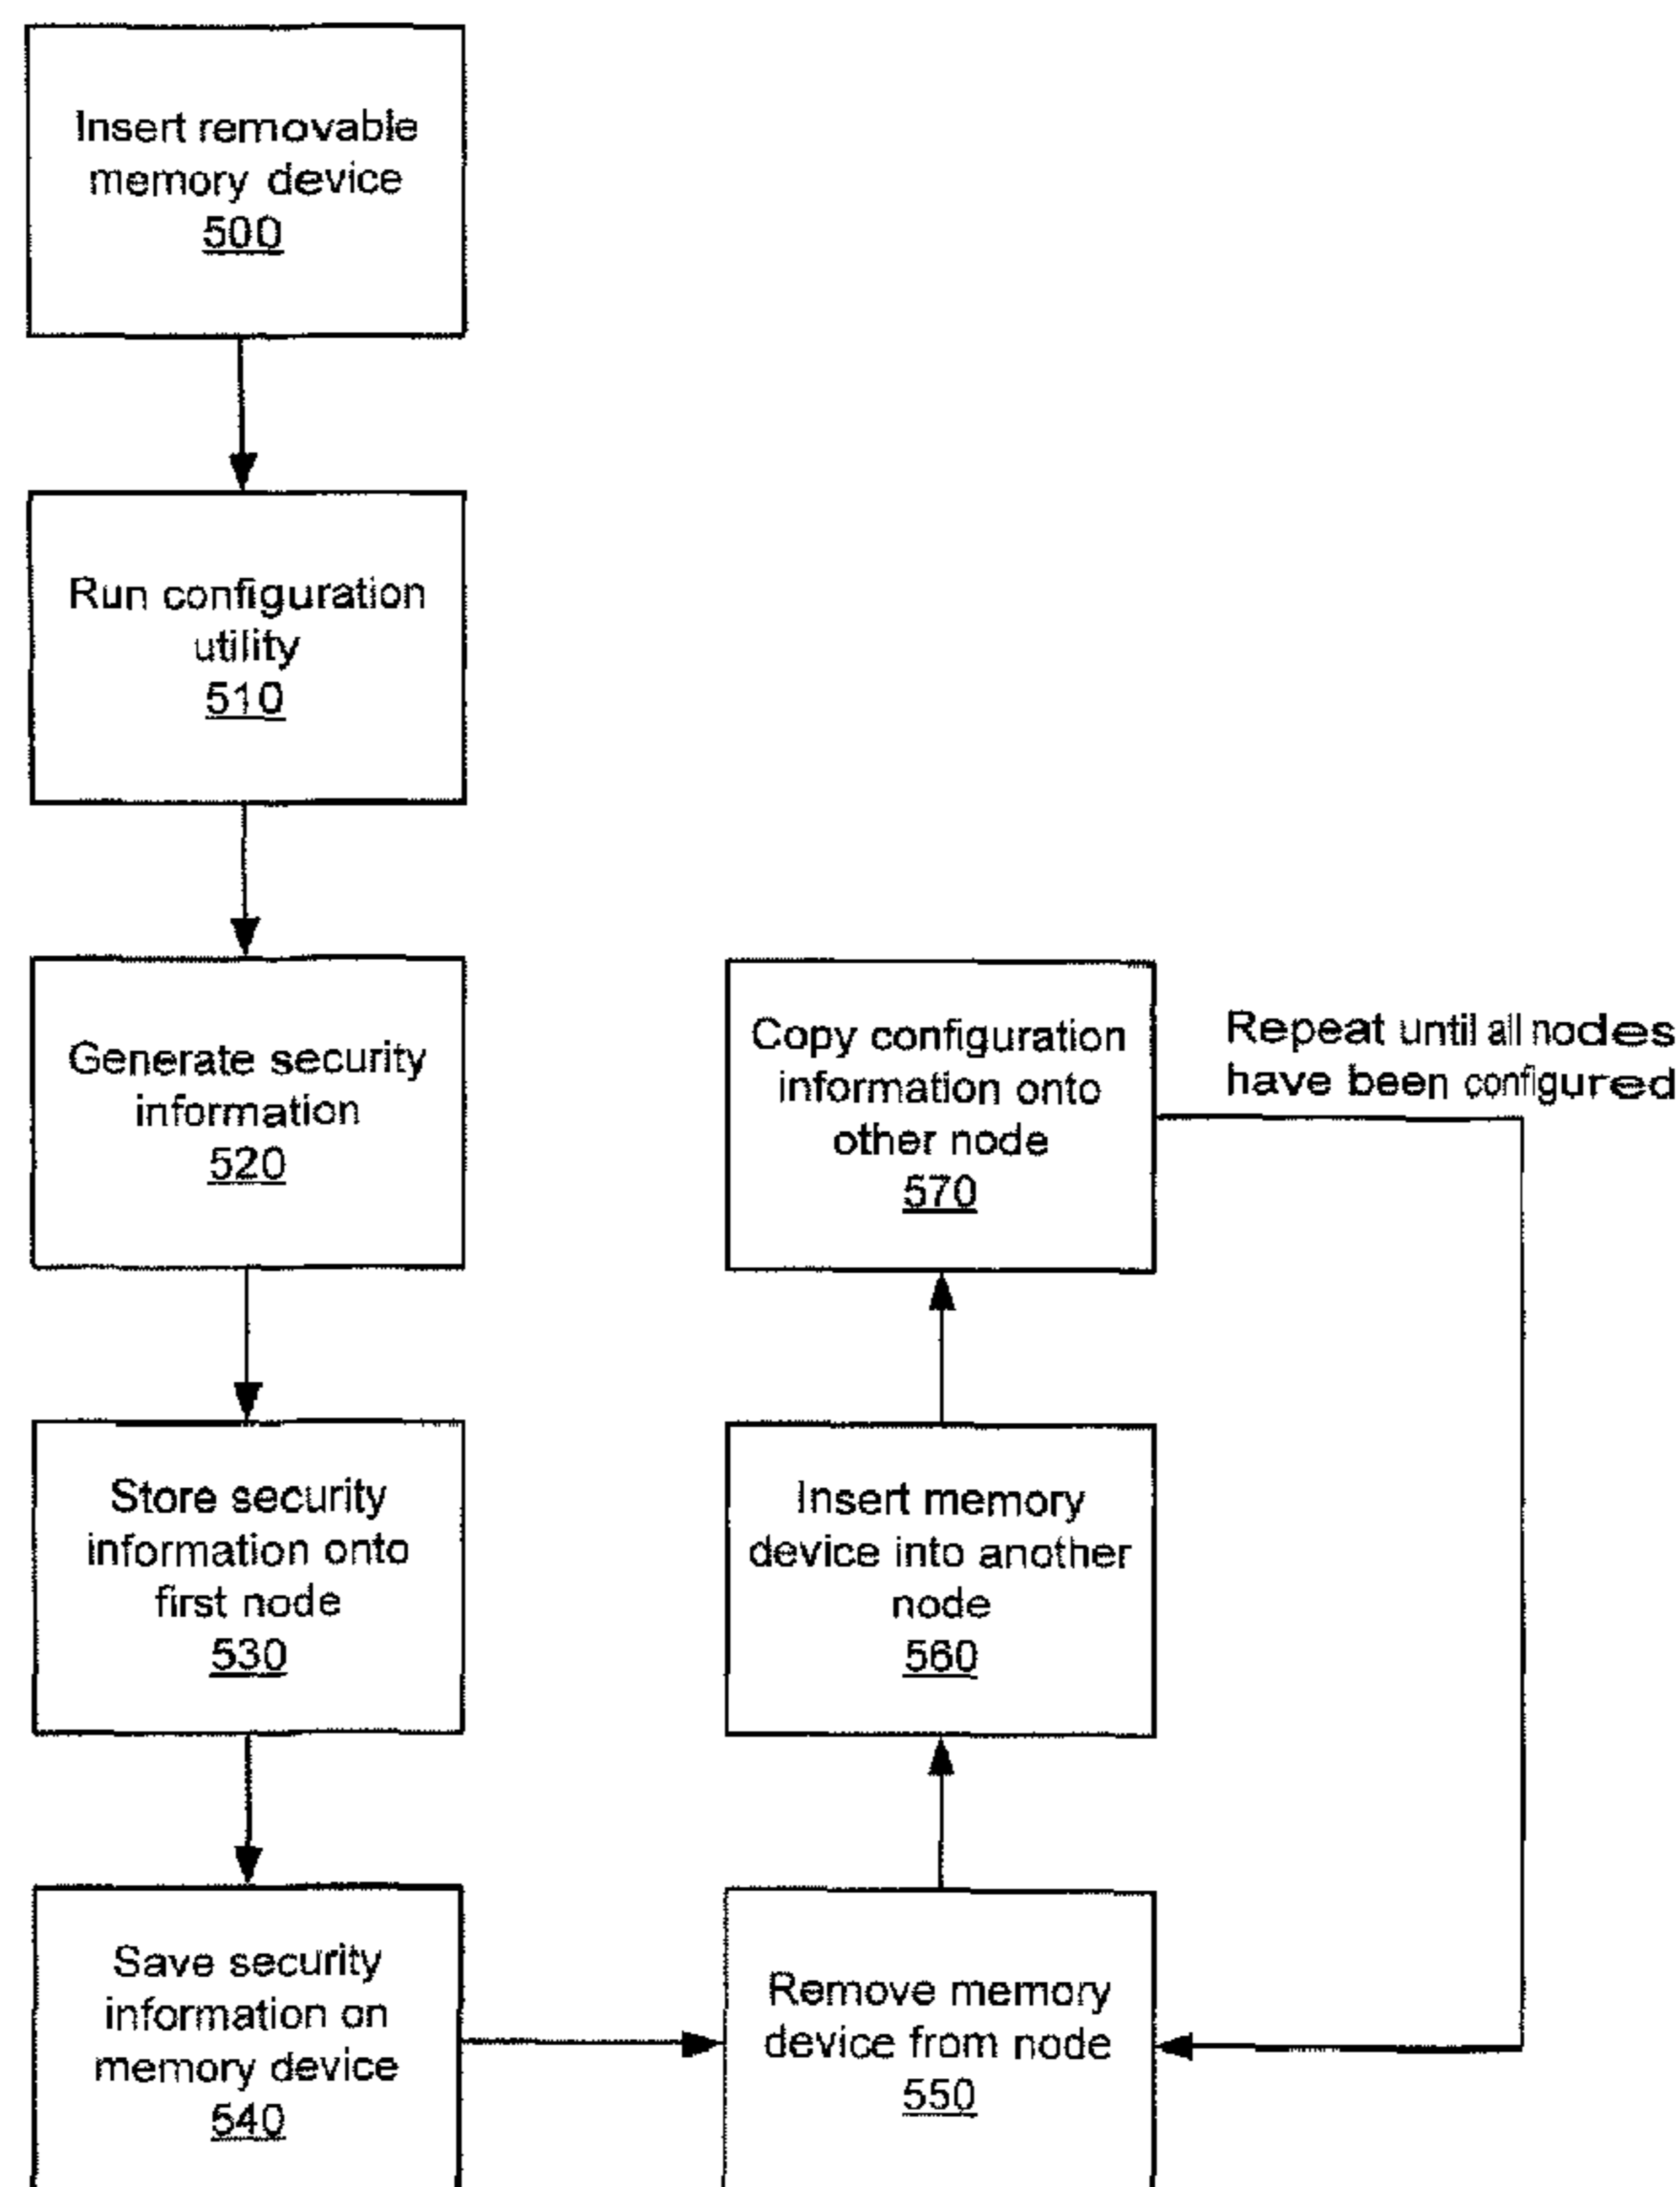 Insert removable
memory device
500
Run configuration
utility
510
Generate security
information
520
Store security
information onto
first node
530
Save security
information on
memory device
540
Copy configuration
information onto
other node
570
Repeat until all nodes
have been configured
Insert memory
device into another
node
560
Remove memory
device from node
550